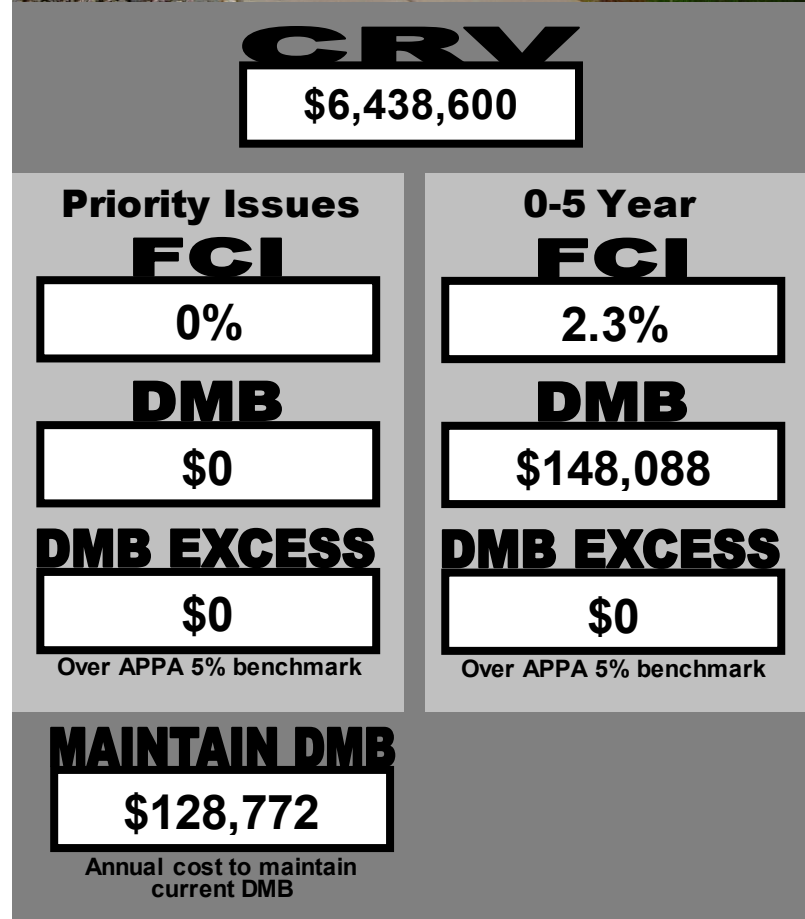 CRV
$6,438,600
Priority Issues
FCI
0%
DMB
$0
DMB EXCESS
$0
Over APPA 5% benchmark
0-5 Year
FCI
2.3%
DMB
$148,088
DMB EXCESS
$0
Over APPA 5% benchmark
MAINTAIN DMB
$128,772
Annual cost to maintain
current DMB